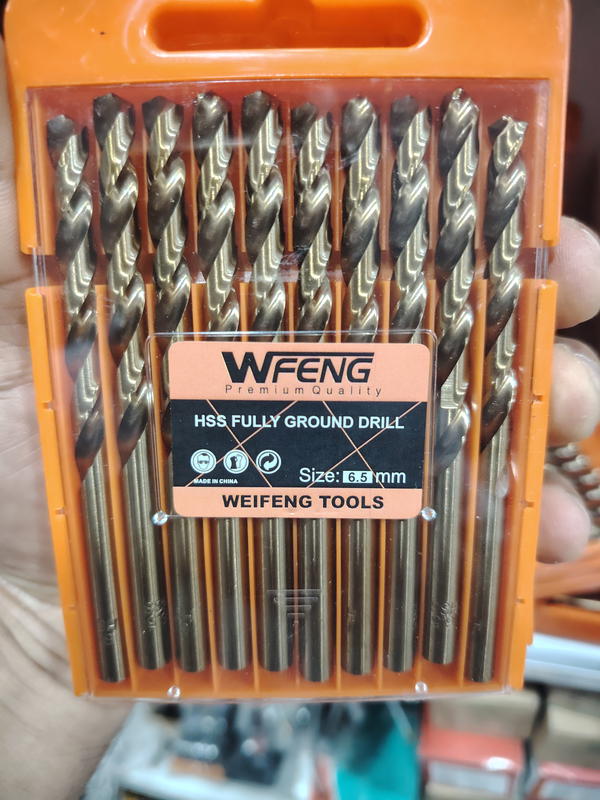 WFENG
Premium Quality
HSS FULLY GROUND DRILL
MADE IN CHINA
Size: 6.5 mm
WEIFENG TOOLS